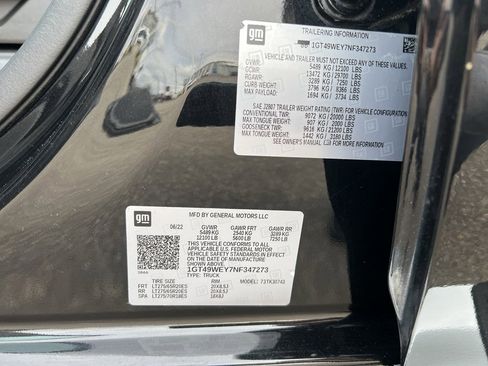 gm
TRAILERING INFORMATION
1GT49WEY7NF347273
VEHICLE AND TRAILER MUST NOT EXCEED ANY OF THESE VALUES.
GVWR: 5489 KG / 12100 LBS
GCWR: 13472 KG / 29700 LBS
RGAWR: 3289 KG / 7250 LBS
CURB WEIGHT: 3796 KG / 8366 LBS
MAX PAYLOAD: 1694 KG / 3734 LBS
SAE J2807 TRAILER WEIGHT RATING (TWR) FOR VEHICLE CONFIGURATION.
CONVENTIONAL TWR: 9072 KG / 20000 LBS
MAX TONGUE WEIGHT: 907 KG / 2000 LBS
GOOSENECK TWR: 9616 KG / 21200 LBS
MAX TONGUE WEIGHT: 1442 KG / 3180 LBS
SEE OWNER'S MANUAL FOR MORE INFORMATION
gm
MFD BY GENERAL MOTORS LLC
06/22 GVWR GAWR FRT GAWR RR
5489 KG 2540 KG 3289 KG
12100 LB 5600 LB 7250 LB
THIS VEHICLE CONFORMS TO ALL APPLICABLE
U.S. FEDERAL MOTOR VEHICLE
SAFETY STANDARDS IN EFFECT ON THE
DATE OF MANUFACTURE
SHOWN ABOVE.
1GT49WEY7NF347273
TYPE: TRUCK
TIRE SIZE RIM MODEL:
FRT LT275/65R20ES 20X8.5J
RR LT275/65R20ES 20X8.5J
SPA LT275/70R18ES 18X8J